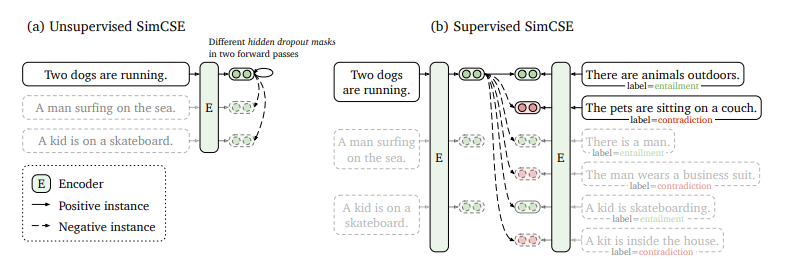 (a) Unsupervised SimCSE
Different hidden dropout masks
in two forward passes
Two dogs are running.
A man surfing on the sea.
A kid is on a skateboard.
E
E Encoder
Positive instance
Negative instance
(b) Supervised SimCSE
Two dogs
are running.
A man surfing
on the sea.
A kid is on a
skateboard.
E
E
There are animals outdoors.
label=entailment
The pets are sitting on a couch.
label=contradiction
There is a man.
label=entailment
The man wears a business suit.
label=contradiction
A kid is skateboarding.
label=entailment
A kit is inside the house.
label=contradiction